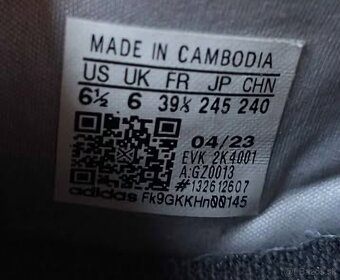 MADE IN CAMBODIA
US UK FR JP CHN
6½ 6 39⅓ 245 240
04/23
EVK 2K4001
A:GZ0013
#132612607
adidas Fk9GKKHn00145